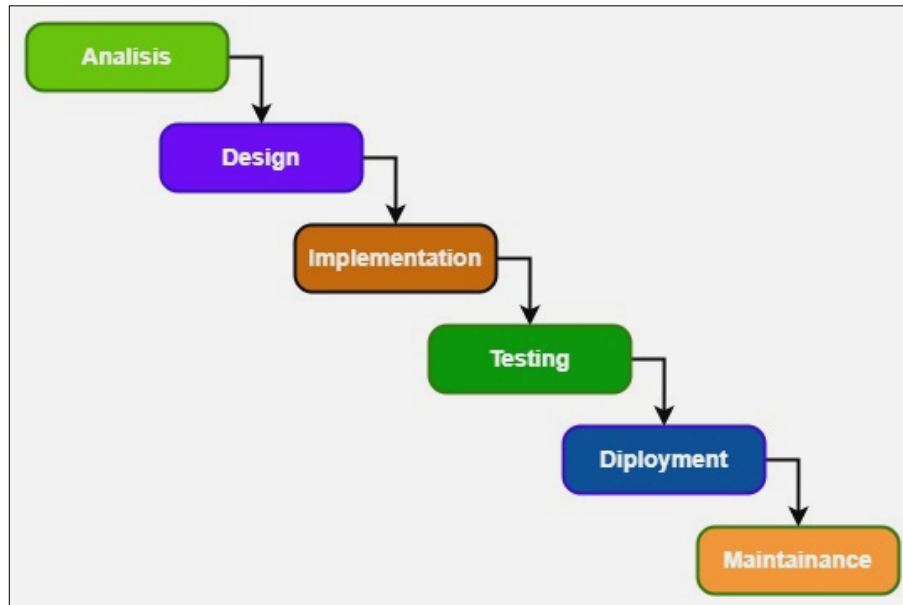 Analisis
Design
Implementation
Testing
Diployment
Maintainance